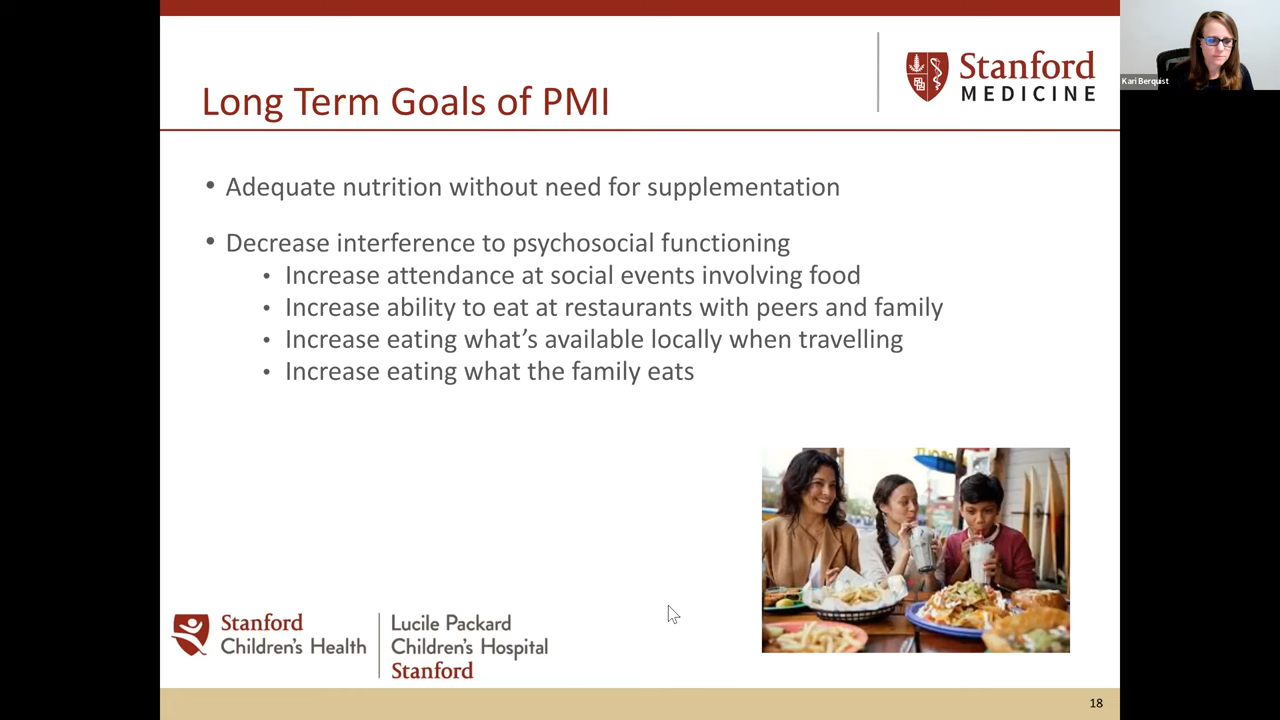 Long Term Goals of PMI
Stanford
MEDICINE
Kari Berquist
• Adequate nutrition without need for supplementation
• Decrease interference to psychosocial functioning
• Increase attendance at social events involving food
• Increase ability to eat at restaurants with peers and family
• Increase eating what’s available locally when travelling
• Increase eating what the family eats
Stanford
Children's Health
Lucile Packard
Children's Hospital
Stanford
18